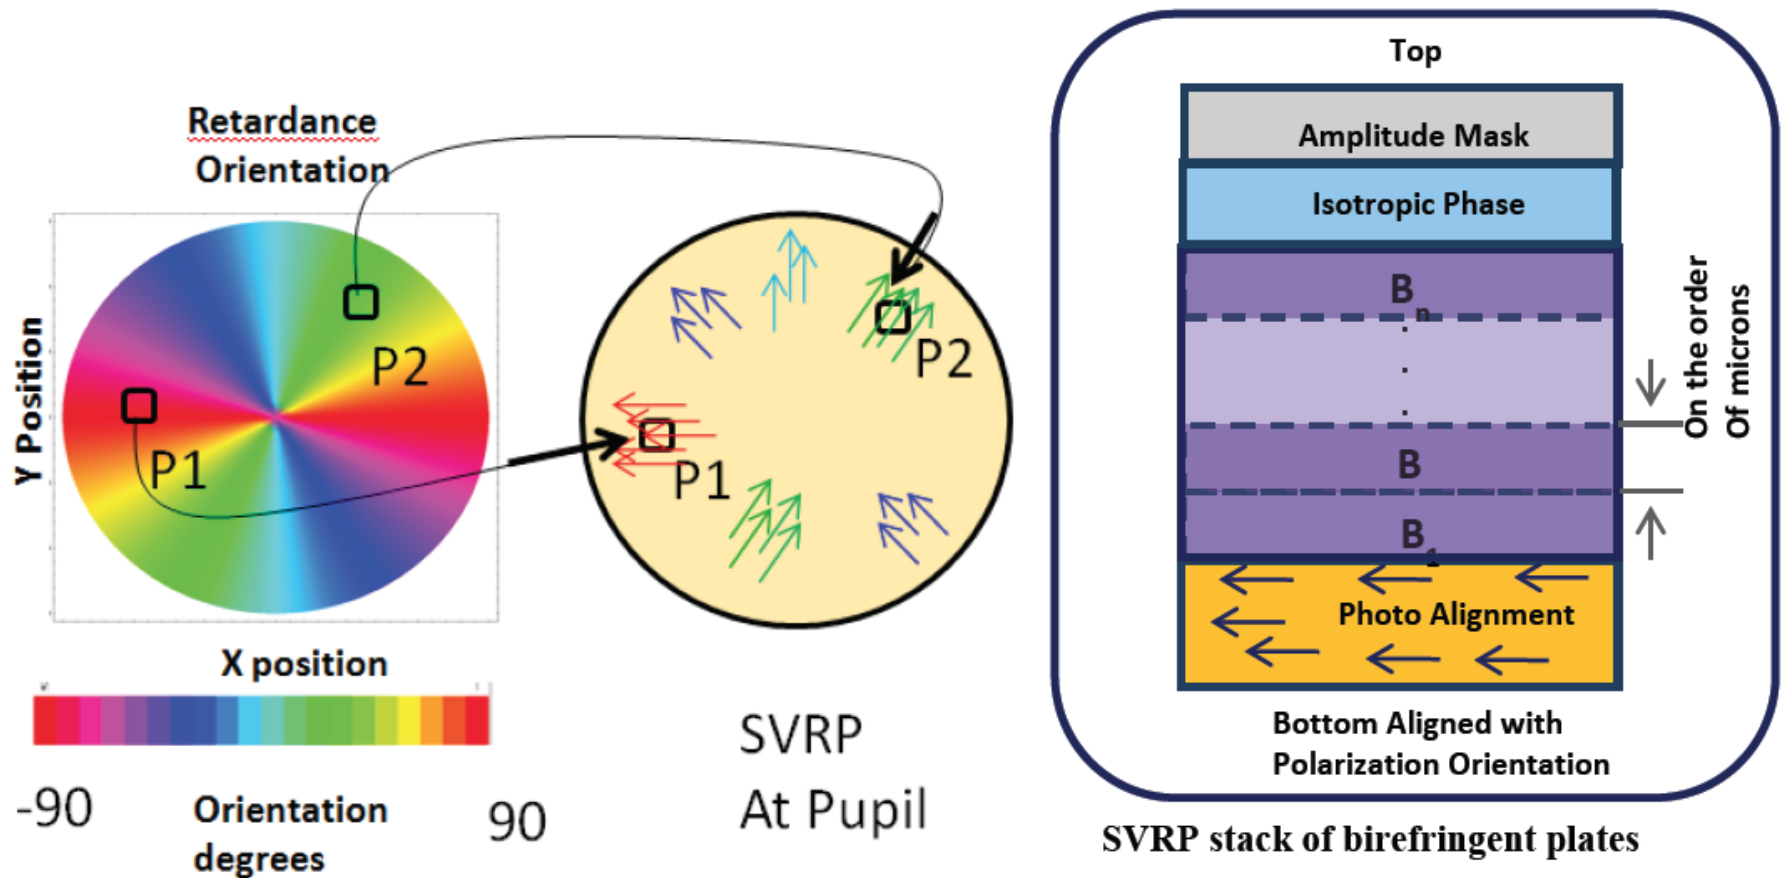 Retardance
Orientation
Y Position
P2
P1
X position
-90
Orientation
degrees
90
P2
P1
SVRP
At Pupil
Top
Amplitude Mask
Isotropic Phase
Bn
.
.
.
B
B1
Photo Alignment
On the order
Of microns
Bottom Aligned with
Polarization Orientation
SVRP stack of birefringent plates